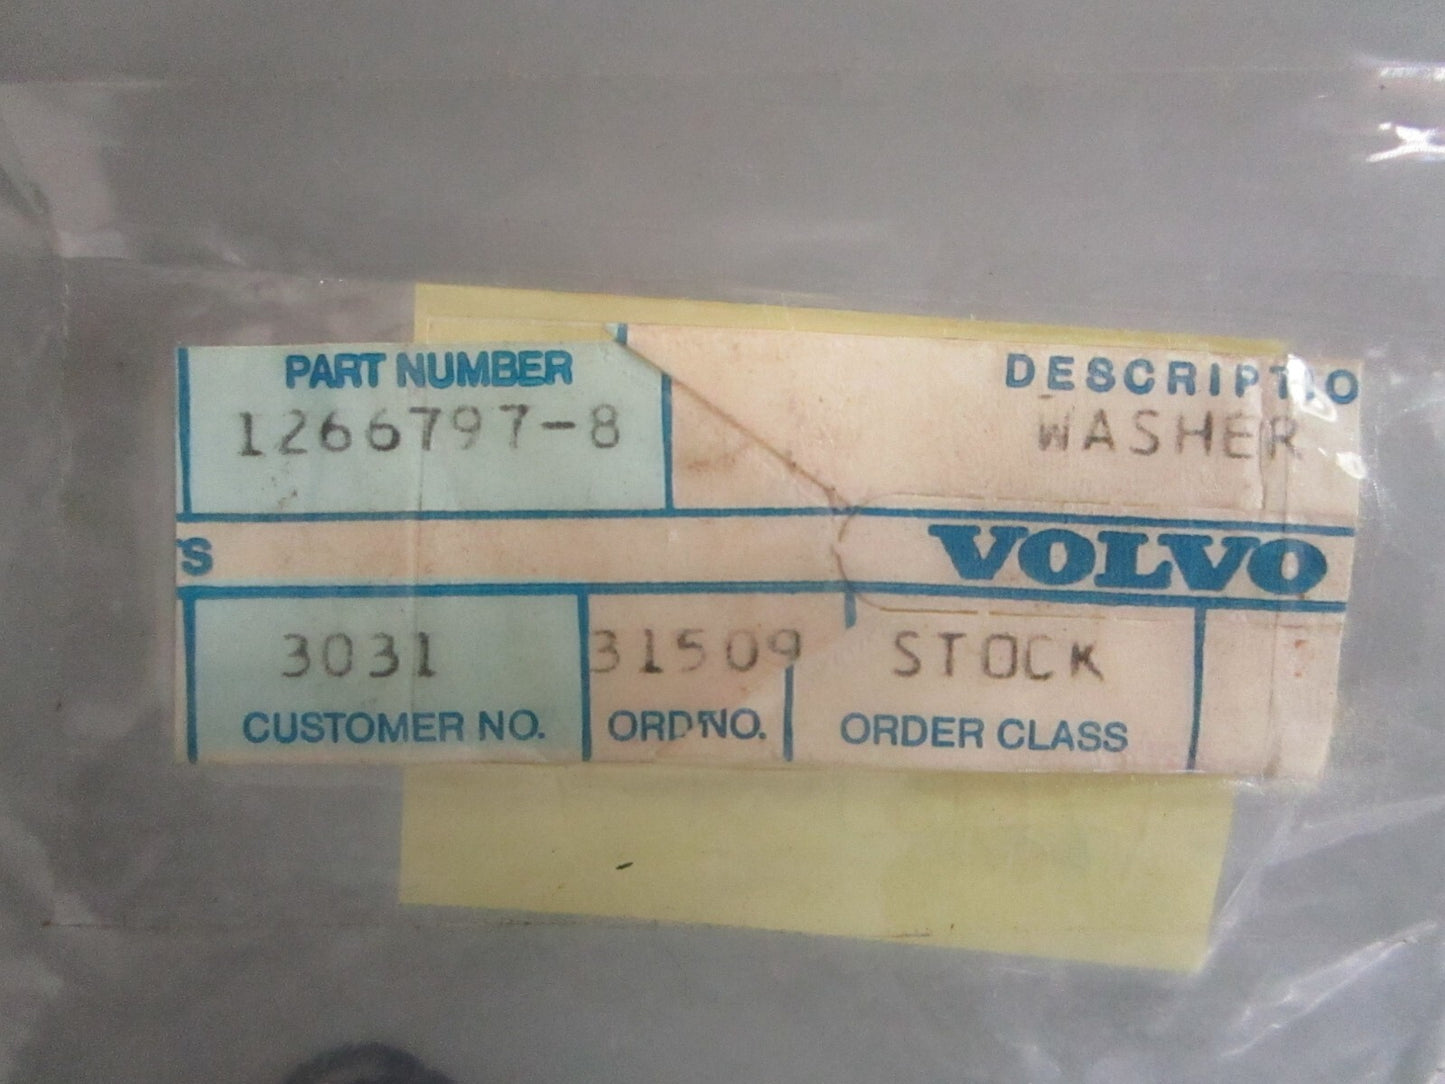 PART NUMBER DESCRIPTIO
1266797-8 WASHER
S VOLVO
3031 31509 STOCK
CUSTOMER NO. ORD NO. ORDER CLASS